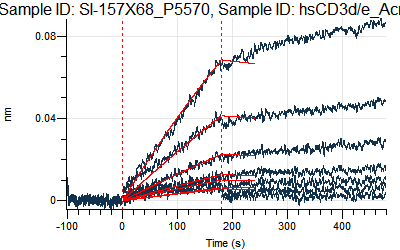 Sample ID: SI-157X68_P5570, Sample ID: hsCD3d/e_Acr
0.08
0.04
0
nm
-100 0 100 200 300 400
Time (s)